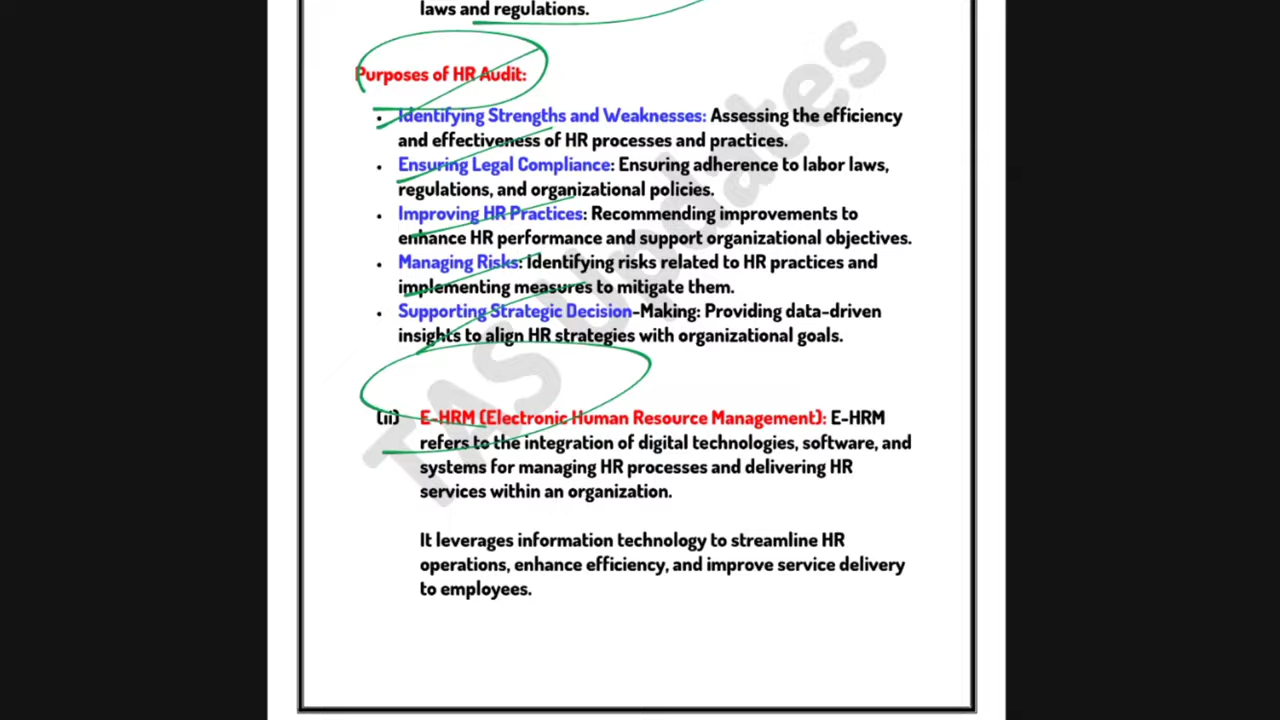 laws and regulations.
Purposes of HR Audit:
• Identifying Strengths and Weaknesses: Assessing the efficiency
and effectiveness of HR processes and practices.
• Ensuring Legal Compliance: Ensuring adherence to labor laws,
regulations, and organizational policies.
• Improving HR Practices: Recommending improvements to
enhance HR performance and support organizational objectives.
• Managing Risks: Identifying risks related to HR practices and
implementing measures to mitigate them.
• Supporting Strategic Decision-Making: Providing data-driven
insights to align HR strategies with organizational goals.
(ii) E-HRM (Electronic Human Resource Management): E-HRM
refers to the integration of digital technologies, software, and
systems for managing HR processes and delivering HR
services within an organization.
It leverages information technology to streamline HR
operations, enhance efficiency, and improve service delivery
to employees.
TAS Updates